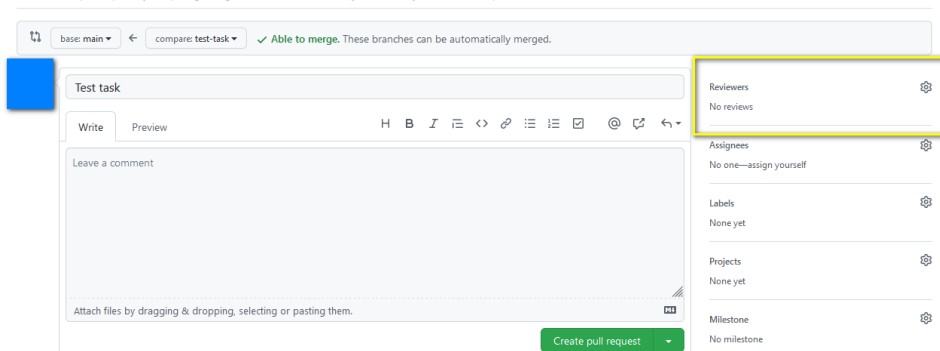 base: main
compare: test-task
Able to merge. These branches can be automatically merged.
Test task
Write
Preview
Leave a comment
Attach files by dragging & dropping, selecting or pasting them.
Create pull request
Reviewers
No reviews
Assignees
No one—assign yourself
Labels
None yet
Projects
None yet
Milestone
No milestone